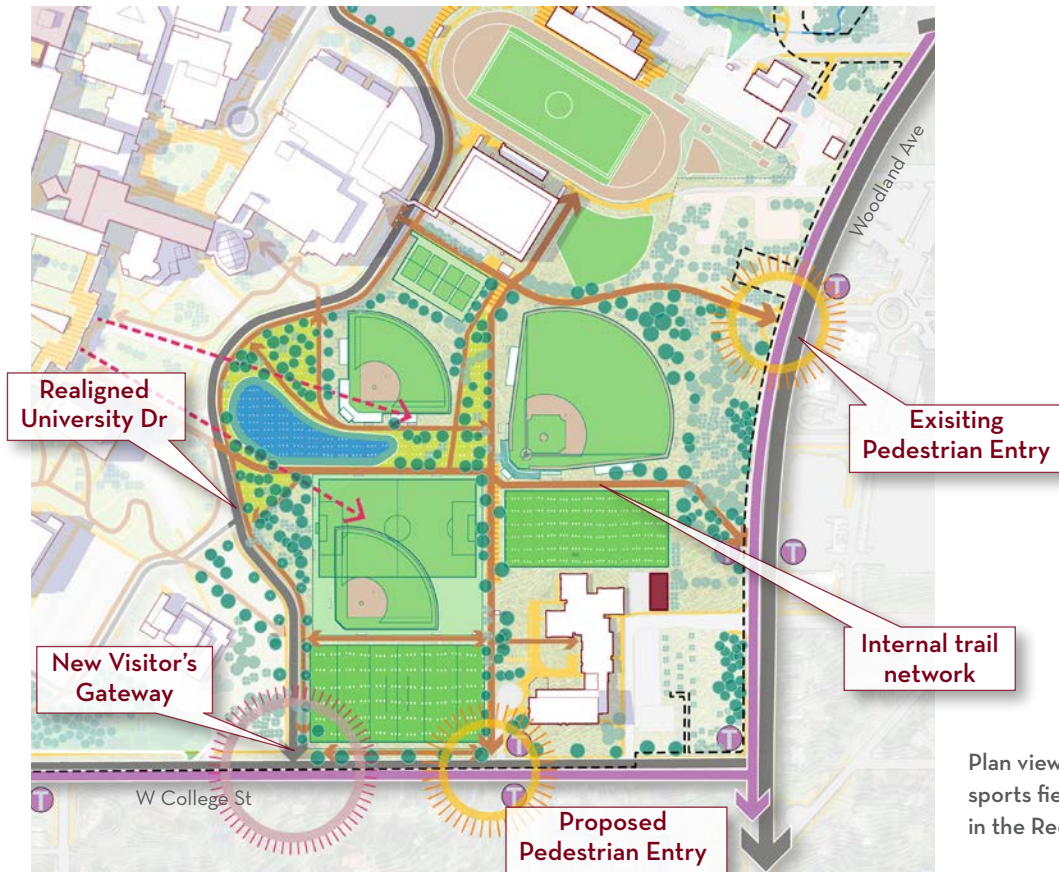 Woodland Ave
Realigned
University Dr
Exisiting
Pedestrian Entry
Internal trail
network
New Visitor's
Gateway
W College St
Proposed
Pedestrian Entry
T
T
T
T
T
T
Plan view
sports fie
in the Re